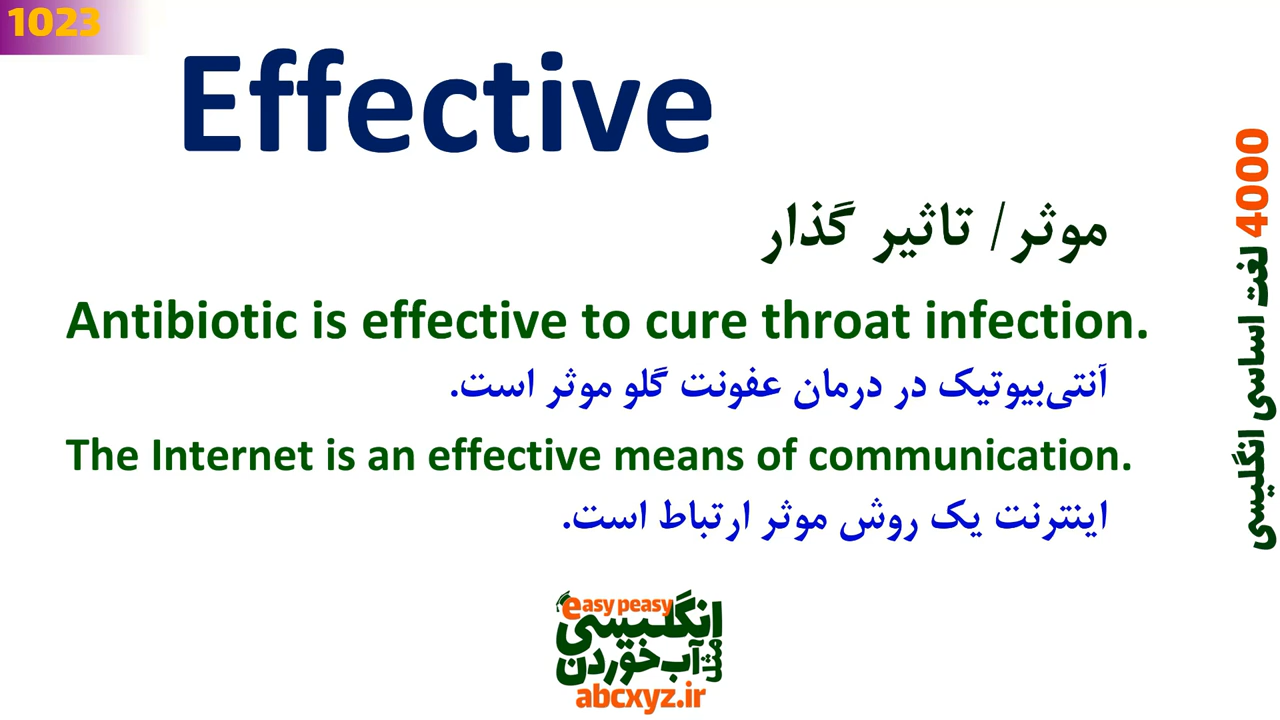 1023
Effective
موثر/ تاثیر گذار
Antibiotic is effective to cure throat infection.
آنتی‌بیوتیک در درمان عفونت گلو موثر است.
The Internet is an effective means of communication.
اینترنت یک روش موثر ارتباط است.
4000 لغت اساسی انگلیسی
easy peasy
انگلیسی
مثل آب خوردن
abcxyz.ir